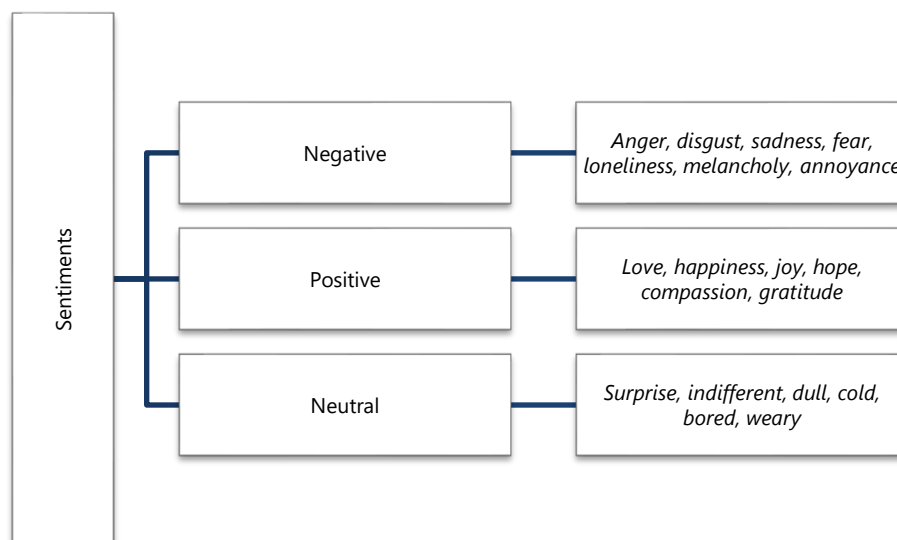 Sentiments
Negative
Anger, disgust, sadness, fear,
loneliness, melancholy, annoyance
Positive
Love, happiness, joy, hope,
compassion, gratitude
Neutral
Surprise, indifferent, dull, cold,
bored, weary